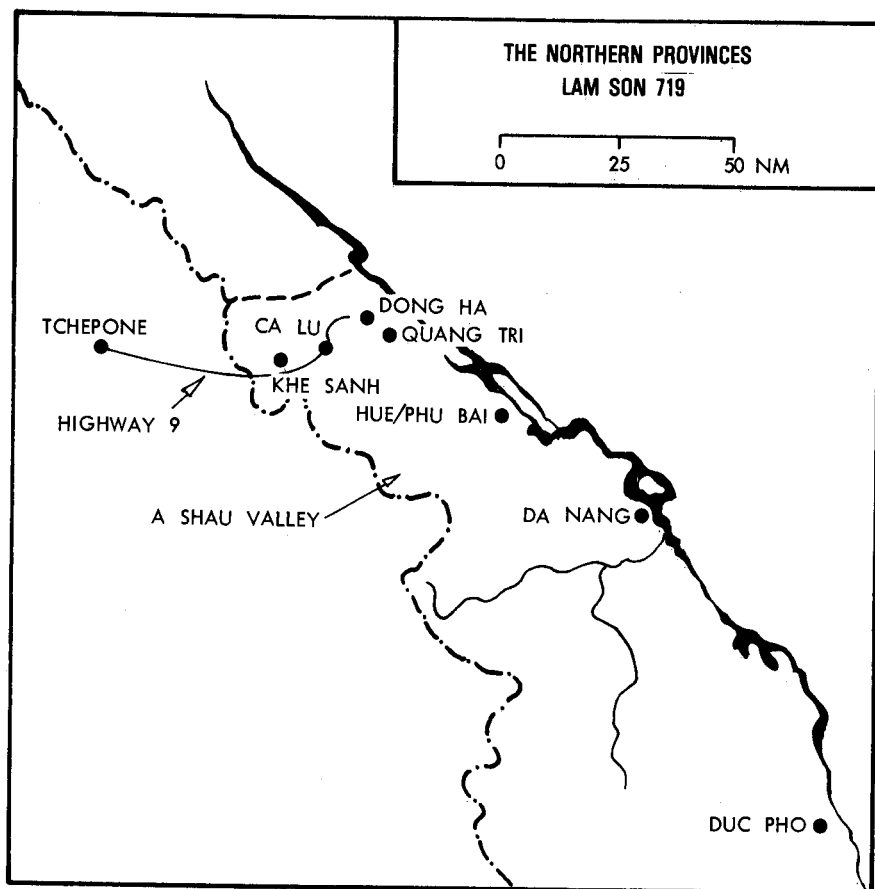 THE NORTHERN PROVINCES
LAM SON 719
0 25 50 NM
DONG HA
TCHEPONE
CA LU
QUANG TRI
KHE SANH
HIGHWAY 9
HUE/PHU BAI
A SHAU VALLEY
DA NANG
DUC PHO